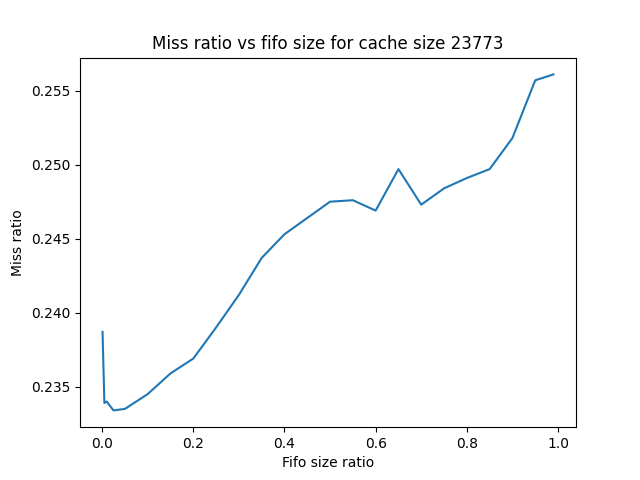 Miss ratio vs fifo size for cache size 23773
0.255
0.250
0.245
0.240
0.235
Miss ratio
0.0 0.2 0.4 0.6 0.8 1.0
Fifo size ratio